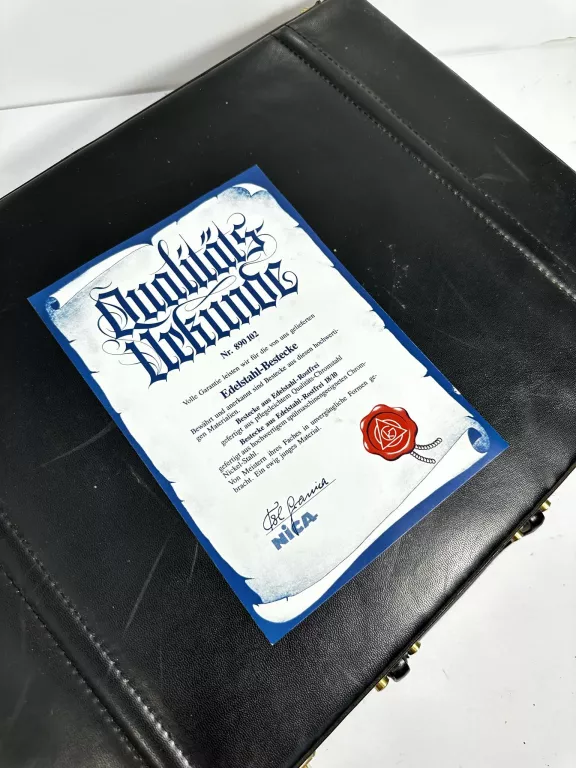 Qualitäts
Urkunde
Nr. 890 102
Volle Garantie leisten wir für die von uns gelieferten
Edelstahl-Bestecke
Bewährt und anerkannt sind Bestecke aus diesen hochwerti-
gen Materialien.
Bestecke aus Edelstahl-Rostfrei
gefertigt aus pflegeleichtem Qualitäts-Chromstahl
Bestecke aus Edelstahl-Rostfrei 18/10
gefertigt aus hochwertigem spülmaschinengeeigneten Chrom-
Nickel-Stahl.
Von Meistern ihres Faches in unvergängliche Formen ge-
bracht. Ein ewig junges Material.
NiCA